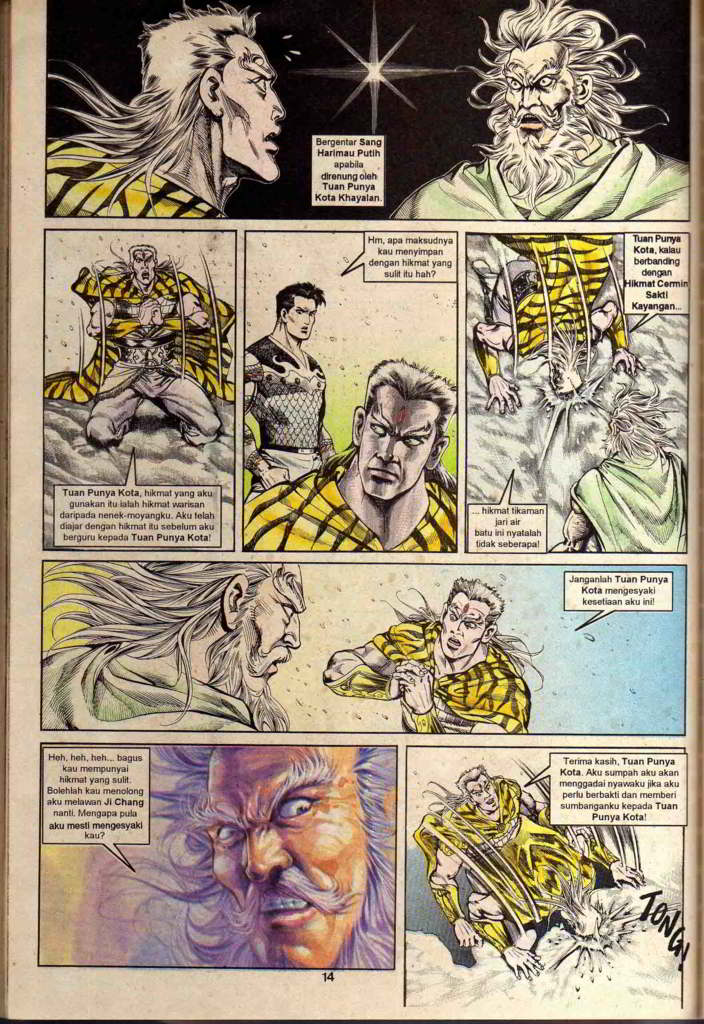 Bergentar Sang
Harimau Putih
apabila
direnung oleh
Tuan Punya
Kota Khayalan.
Tuan Punya Kota, hikmat yang aku
gunakan itu ialah hikmat warisan
daripada nenek-moyangku. Aku telah
diajar dengan hikmat itu sebelum aku
berguru kepada Tuan Punya Kota!
Hm, apa maksudnya
kau menyimpan
dengan hikmat yang
sulit itu hah?
Tuan Punya
Kota, kalau
berbanding
dengan
Hikmat Cermin
Sakti
Kayangan...
... hikmat tikaman
jari air
batu ini nyatalah
tidak seberapa!
Janganlah Tuan Punya
Kota mengesyaki
kesetiaan aku ini!
Heh, heh, heh... bagus
kau mempunyai
hikmat yang sulit.
Bolehlah kau menolong
aku melawan Ji Chang
nanti. Mengapa pula
aku mesti mengesyaki
kau?
Terima kasih, Tuan Punya
Kota. Aku sumpah aku akan
menggadai nyawaku jika aku
perlu berbakti dan memberi
sumbanganku kepada Tuan
Punya Kota!
TONG!
14